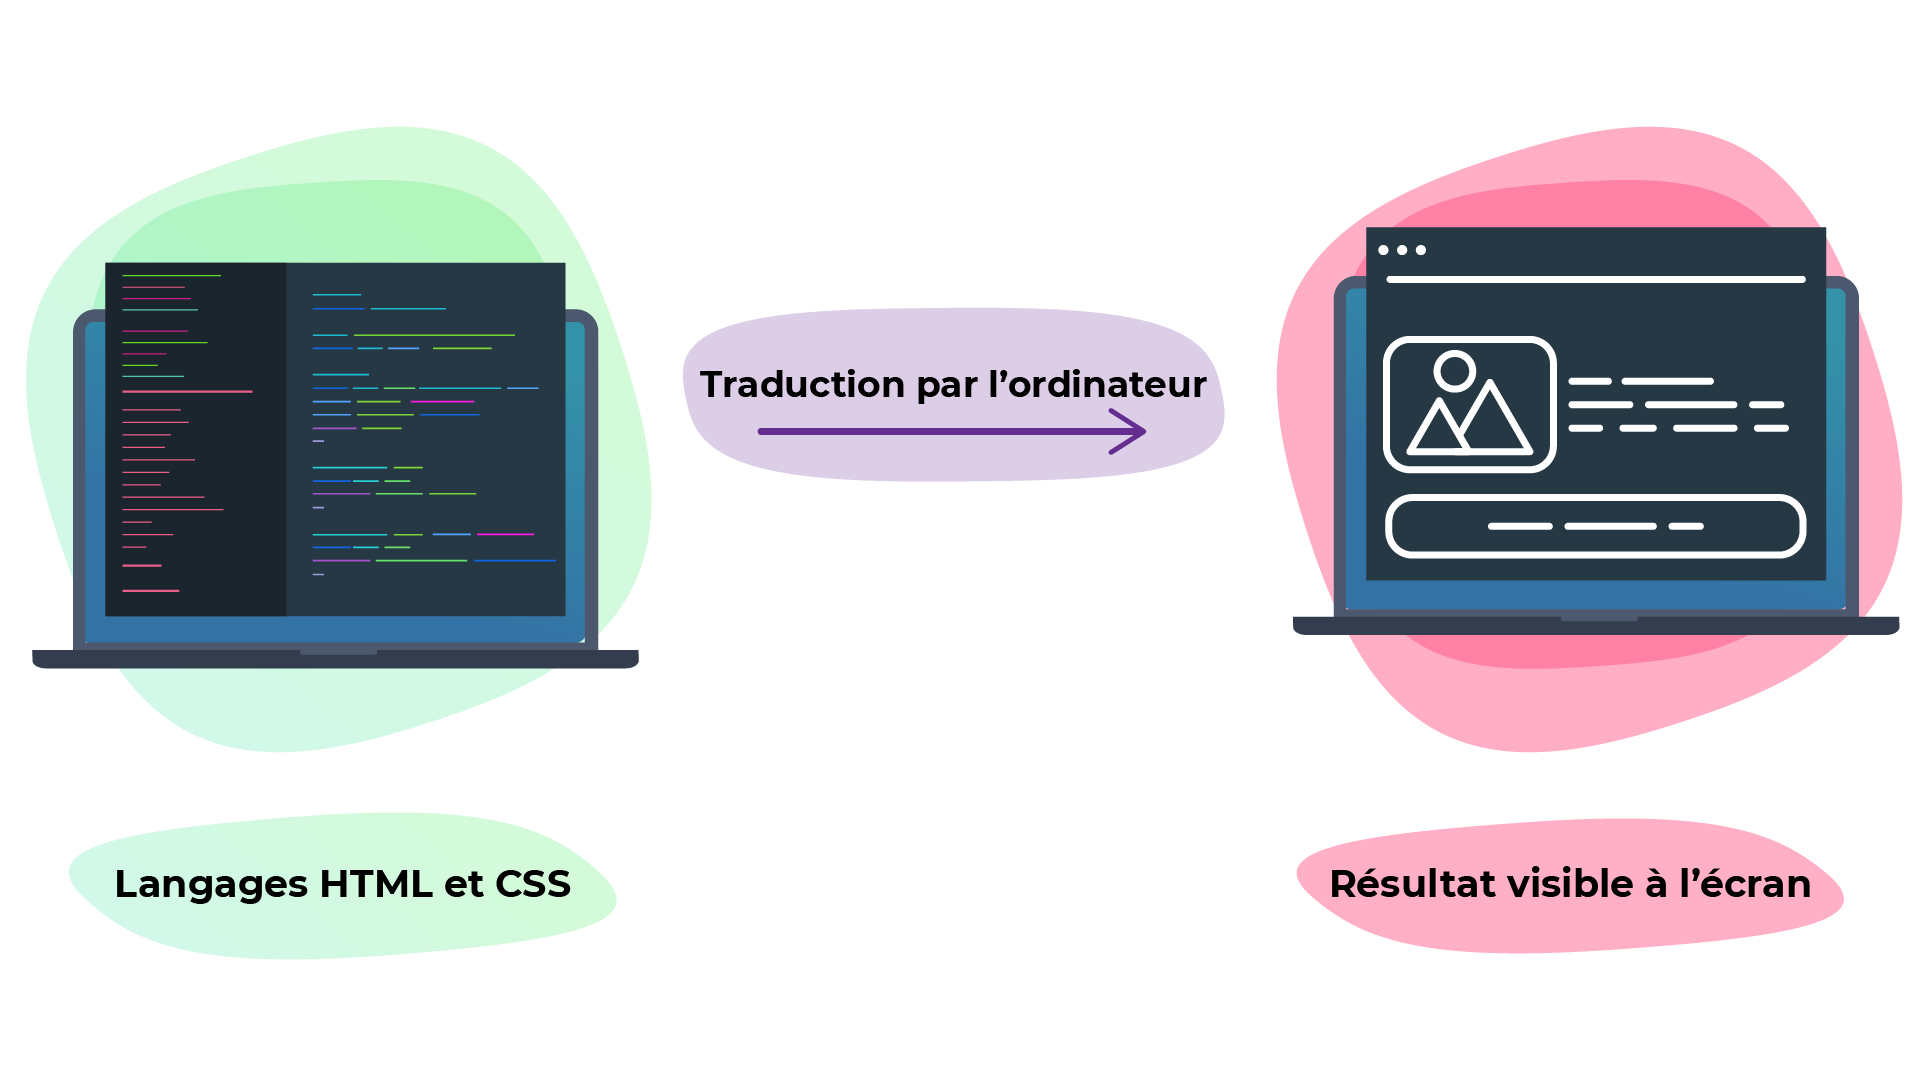 Traduction par l’ordinateur
Langages HTML et CSS
Résultat visible à l’écran